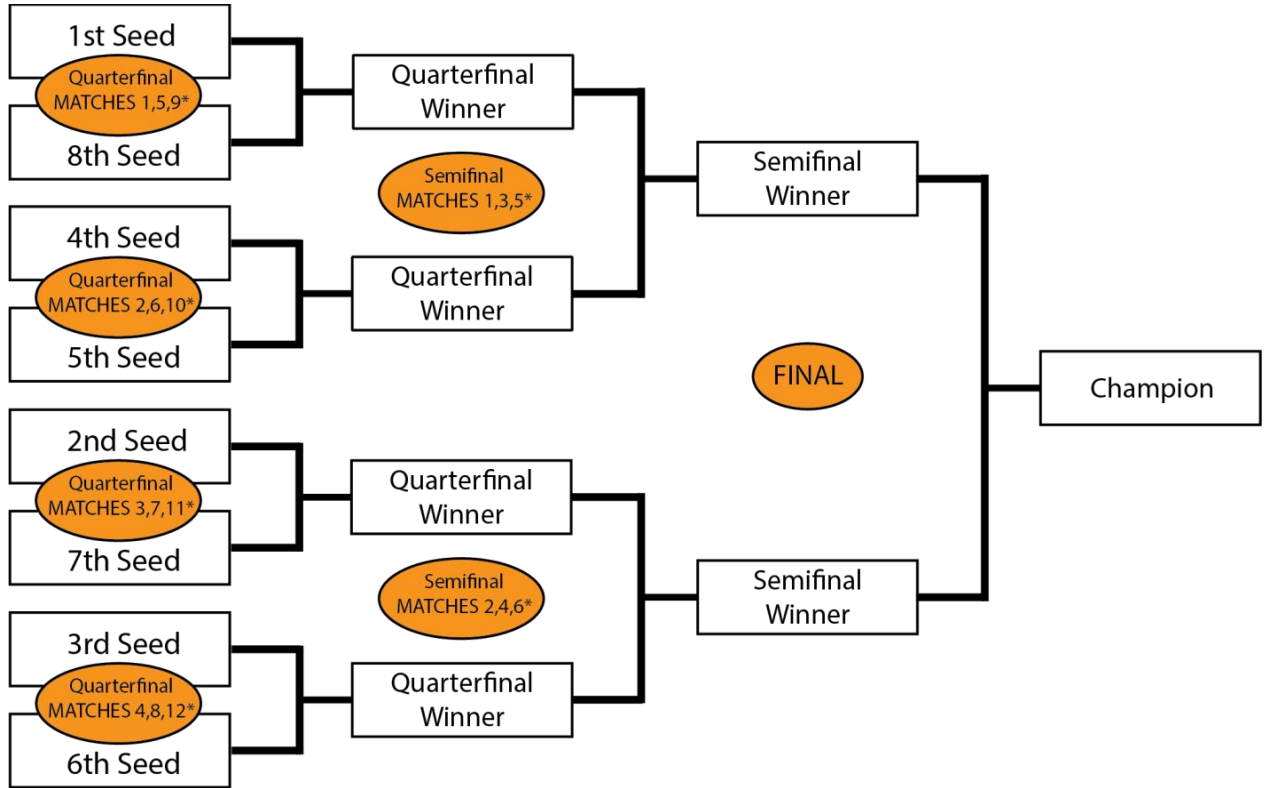 1st Seed
Quarterfinal
MATCHES 1,5,9*
8th Seed
4th Seed
Quarterfinal
MATCHES 2,6,10*
5th Seed
2nd Seed
Quarterfinal
MATCHES 3,7,11*
7th Seed
3rd Seed
Quarterfinal
MATCHES 4,8,12*
6th Seed
Quarterfinal
Winner
Semifinal
MATCHES 1,3,5*
Quarterfinal
Winner
Quarterfinal
Winner
Semifinal
MATCHES 2,4,6*
Quarterfinal
Winner
Semifinal
Winner
FINAL
Semifinal
Winner
Champion